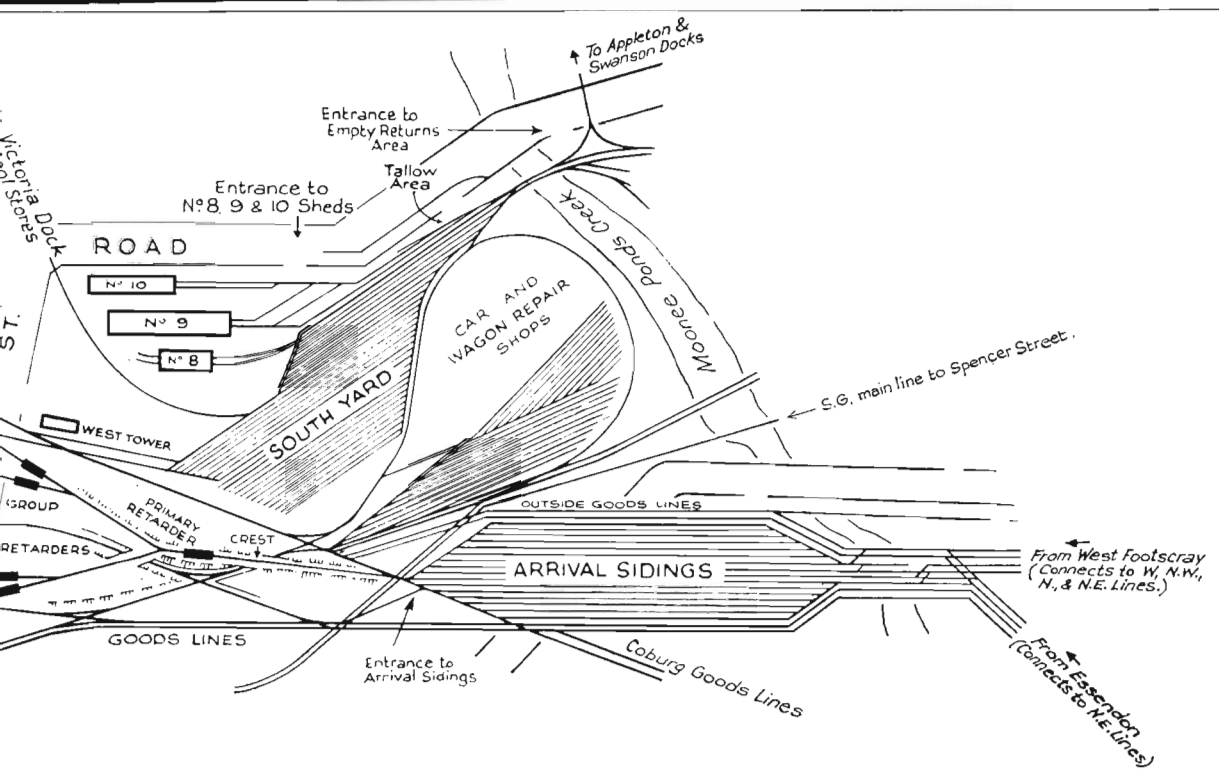 To Appleton &
Swanson Docks
Entrance to
Empty Returns
Area
Tallow
Area
Entrance to
Nº 8, 9 & 10 Sheds
Victoria Dock
Stores
ROAD
Nº 10
Nº 9
Nº 8
ST.
CAR AND
WAGON REPAIR
SHOPS
Moonee Ponds Creek
SOUTH YARD
S.G. main line to Spencer Street.
WEST TOWER
GROUP
RETARDERS
PRIMARY
RETARDER
CREST
OUTSIDE GOODS LINES
ARRIVAL SIDINGS
From West Footscray
(Connects to W, N.W.,
N., & N.E. Lines.)
GOODS LINES
Entrance to
Arrival Sidings
Coburg Goods Lines
From Essendon
(Connects to N.E. Lines)